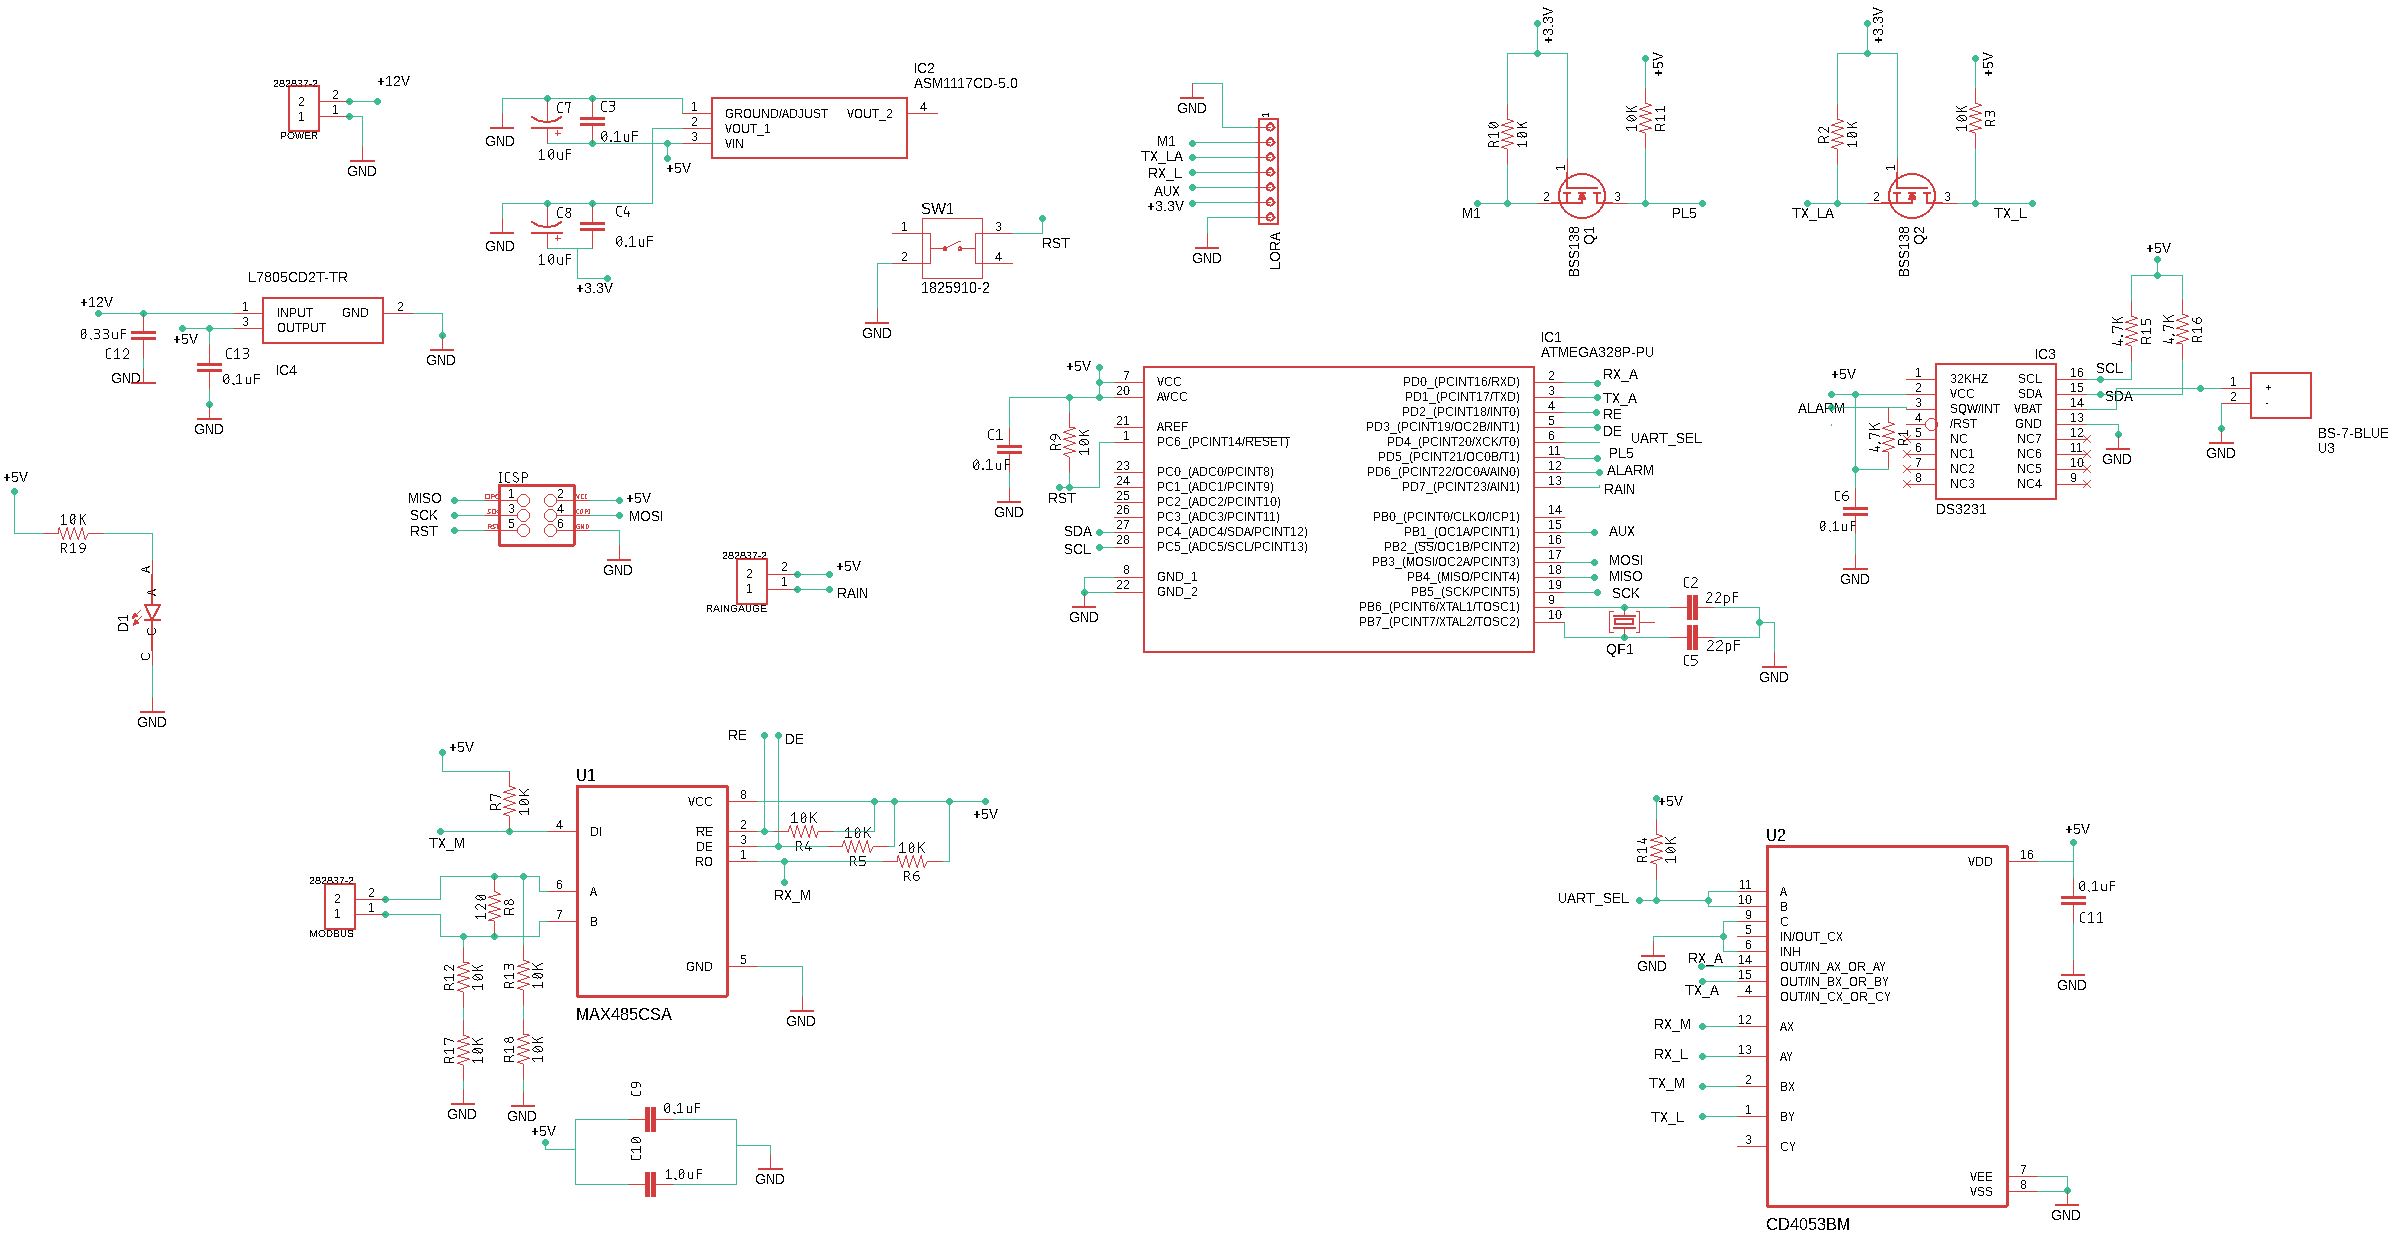 282837-2
2
1
2
1
POWER
+12V
GND
IC2
ASM1117CD-5.0
1
2
3
GROUND/ADJUST
VOUT_1
VIN
VOUT_2
4
C7
C3
GND
10uF
0.1uF
+5V
C8
C4
GND
10uF
0.1uF
+3.3V
SW1
1
2
3
4
RST
1825910-2
GND
GND
M1
TX_LA
RX_L
AUX
+3.3V
GND
1
LORA
+3.3V
+5V
R10
10K
10K
R11
1
2
3
M1
PL5
BSS138
Q1
+3.3V
+5V
R2
10K
10K
R3
1
2
3
TX_LA
TX_L
BSS138
Q2
L7805CD2T-TR
+12V
0.33uF
C12
GND
+5V
C13
0.1uF
GND
1
3
INPUT
OUTPUT
GND
2
IC4
GND
+5V
SCL
SDA
4.7K
R15
4.7K
R16
IC3
+5V
ALARM
4.7K
R1
C6
0.1uF
GND
1
2
3
4
5
6
7
8
32KHZ
VCC
SQW/INT
/RST
NC
NC1
NC2
NC3
SCL
SDA
VBAT
GND
NC7
NC6
NC5
NC4
16
15
14
13
12
11
10
9
DS3231
GND
1
2
+
-
GND
BS-7-BLUE
U3
IC1
ATMEGA328P-PU
+5V
C1
0.1uF
GND
R9
10K
RST
SDA
SCL
GND
7
20
21
1
23
24
25
26
27
28
8
22
VCC
AVCC
AREF
PC6_(PCINT14/RESET)
PC0_(ADC0/PCINT8)
PC1_(ADC1/PCINT9)
PC2_(ADC2/PCINT10)
PC3_(ADC3/PCINT11)
PC4_(ADC4/SDA/PCINT12)
PC5_(ADC5/SCL/PCINT13)
GND_1
GND_2
PD0_(PCINT16/RXD)
PD1_(PCINT17/TXD)
PD2_(PCINT18/INT0)
PD3_(PCINT19/OC2B/INT1)
PD4_(PCINT20/XCK/T0)
PD5_(PCINT21/OC0B/T1)
PD6_(PCINT22/OC0A/AIN0)
PD7_(PCINT23/AIN1)
PB0_(PCINT0/CLKO/ICP1)
PB1_(OC1A/PCINT1)
PB2_(SS/OC1B/PCINT2)
PB3_(MOSI/OC2A/PCINT3)
PB4_(MISO/PCINT4)
PB5_(SCK/PCINT5)
PB6_(PCINT6/XTAL1/TOSC1)
PB7_(PCINT7/XTAL2/TOSC2)
2
3
4
5
6
11
12
13
14
15
16
17
18
19
9
10
RX_A
TX_A
RE
DE
UART_SEL
PL5
ALARM
RAIN
AUX
MOSI
MISO
SCK
C2
22pF
QF1
C5
22pF
GND
+5V
10K
R19
A
A
D1
C
C
GND
ICSP
MISO
SCK
RST
CIPO
SCK
RST
1
3
5
2
4
6
VCC
COPI
GND
+5V
MOSI
GND
282837-2
2
1
2
1
+5V
RAIN
RAINGAUGE
+5V
R7
10K
TX_M
RE
DE
U1
4
6
7
DI
A
B
VCC
RE
DE
RO
GND
8
2
3
1
5
10K
R4
10K
R5
10K
R6
+5V
RX_M
GND
MAX485CSA
282837-2
2
1
2
1
MODBUS
120
R8
R12
10K
R13
10K
R17
10K
R18
10K
GND
GND
C9
0.1uF
+5V
C10
1.0uF
GND
+5V
R14
10K
UART_SEL
GND
RX_A
TX_A
RX_M
RX_L
TX_M
TX_L
U2
11
10
9
5
6
14
15
4
12
13
2
1
3
A
B
C
IN/OUT_CX
INH
OUT/IN_AX_OR_AY
OUT/IN_BX_OR_BY
OUT/IN_CX_OR_CY
AX
AY
BX
BY
CY
VDD
16
VEE
VSS
7
8
+5V
0.1uF
C11
GND
GND
CD4053BM